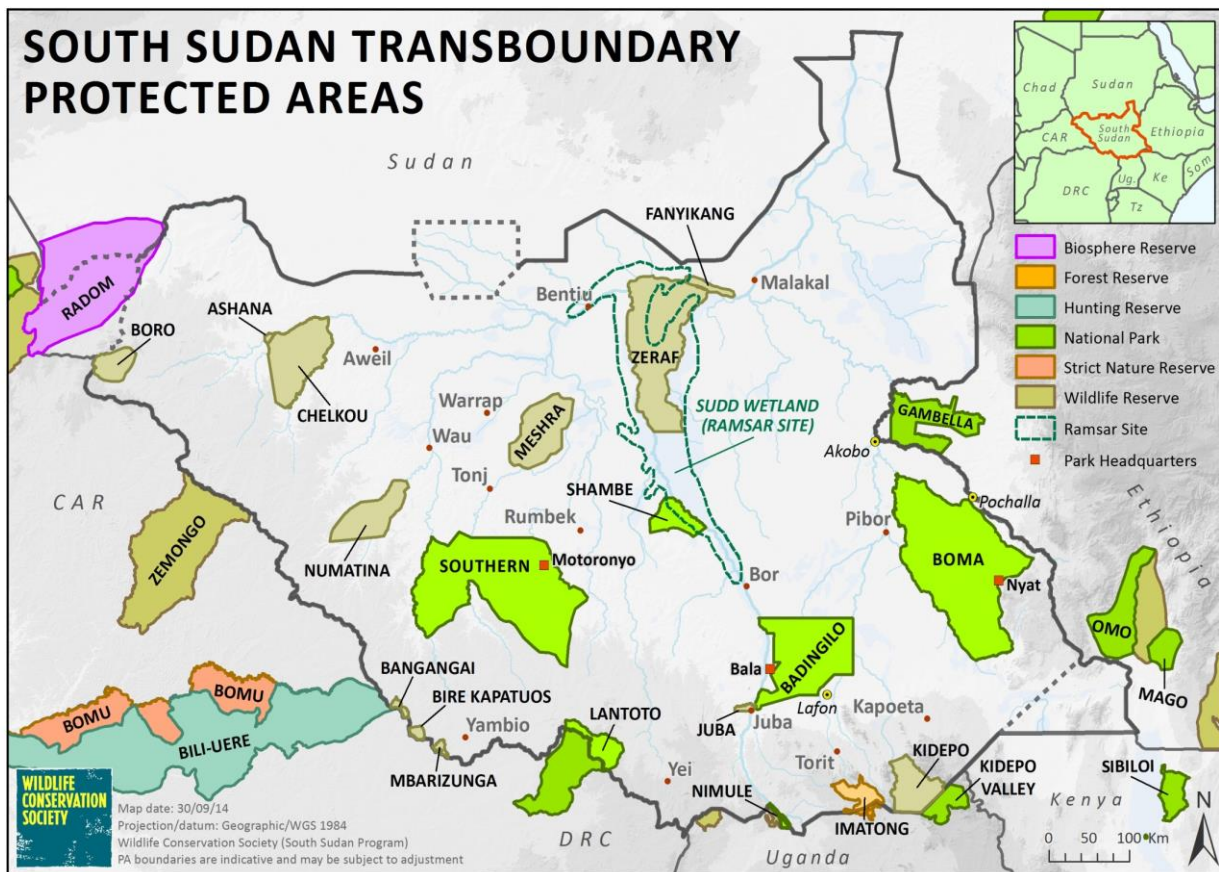 SOUTH SUDAN TRANSBOUNDARY
PROTECTED AREAS
Chad
Sudan
CAR
South
Sudan
Ethiopia
DRC
Ug.
Ke
Som
Tz
Biosphere Reserve
Forest Reserve
Hunting Reserve
National Park
Strict Nature Reserve
Wildlife Reserve
Ramsar Site
Park Headquarters
Sudan
FANYIKANG
RADOM
Bentiu
Malakal
BORO
ASHANA
Aweil
ZERAF
CHELKOU
Warrap
MESHRA
SUDD WETLAND
(RAMSAR SITE)
GAMBELLA
Wau
Akobo
Tonj
SHAMBE
Pochalla
Ethiopia
CAR
ZEMONGO
Rumbek
Pibor
NUMATINA
SOUTHERN
Motoronyo
Bor
BOMA
Nyat
OMO
MAGO
Bala
BADINGILO
BOMU
BOMU
BANGANGAI
BIRE KAPATUOS
Lafon
LANTOTO
JUBA
Juba
Kapoeta
Yambio
BILI-UERE
MBARIZUNGA
Yei
Torit
KIDEPO
KIDEPO
VALLEY
SIBILOI
NIMULE
IMATONG
Kenya
N
DRC
Uganda
0
50
100 Km
WILDLIFE
CONSERVATION
SOCIETY
Map date: 30/09/14
Projection/datum: Geographic/WGS 1984
Wildlife Conservation Society (South Sudan Program)
PA boundaries are indicative and may be subject to adjustment